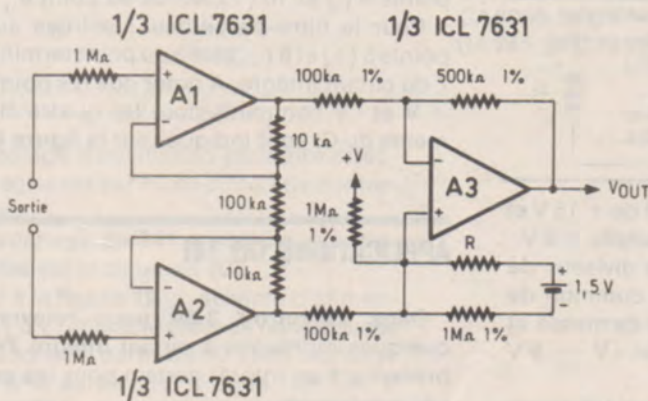 1/3 ICL 7631
1/3 ICL 7631
1 MΩ
+
A1
−
100kΩ 1%
500kΩ 1%
10 kΩ
+V
−
A3
+
VOUT
100kΩ
1MΩ
1%
Sortie
R
+
1,5 V
−
10kΩ
−
A2
+
1MΩ
100kΩ 1%
1MΩ 1%
1/3 ICL 7631